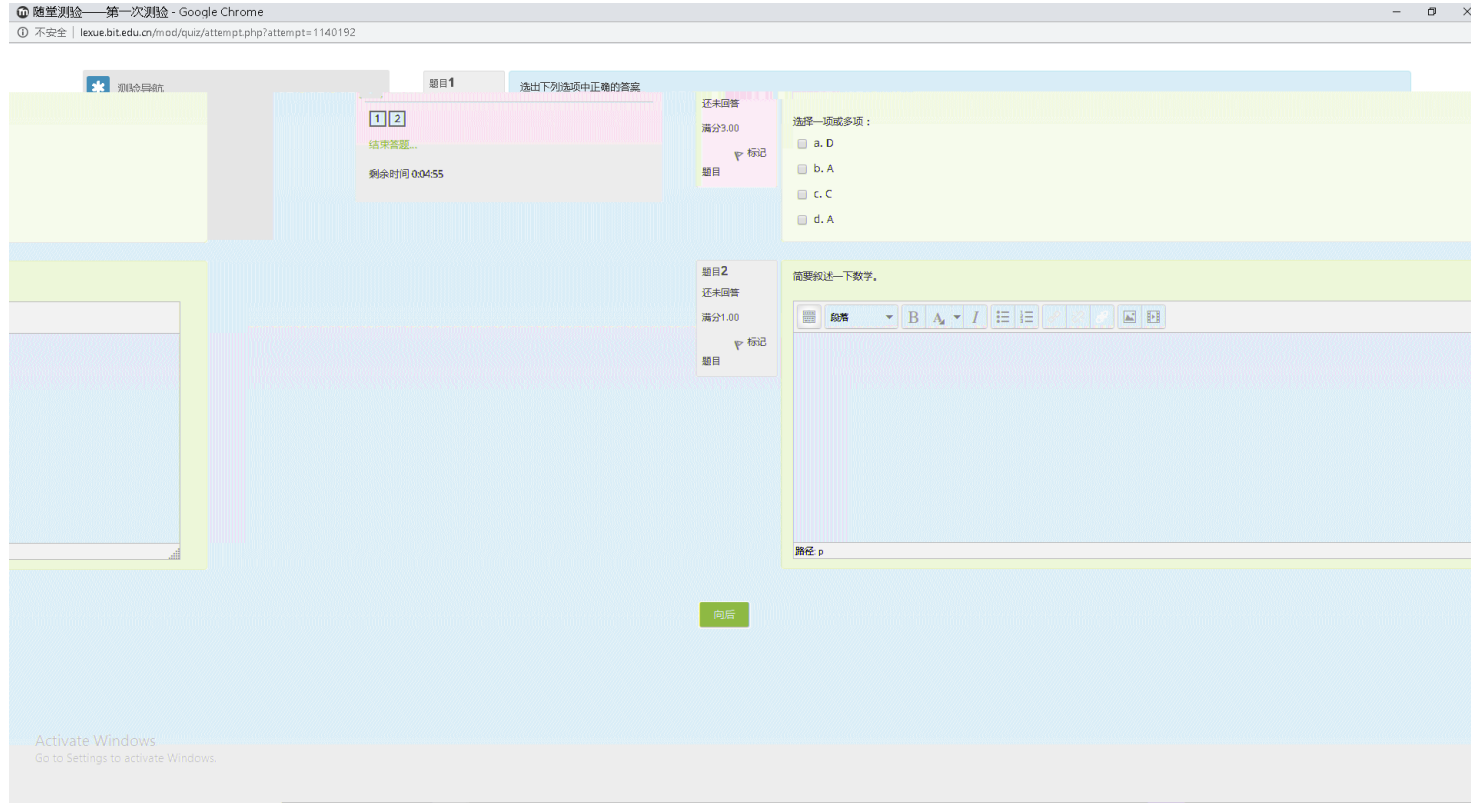 随堂测验——第一次测验 - Google Chrome
不安全 | lexue.bit.edu.cn/mod/quiz/attempt.php?attempt=1140192
测验导航
题目1
选出下列选项中正确的答案
1 2
结束答题...
剩余时间 0:04:55
还未回答
满分3.00
标记
题目
选择一项或多项：
a. D
b. A
c. C
d. A
题目2
还未回答
满分1.00
标记
题目
简要叙述一下数学。
段落
B A I
路径: p
向后
Activate Windows
Go to Settings to activate Windows.